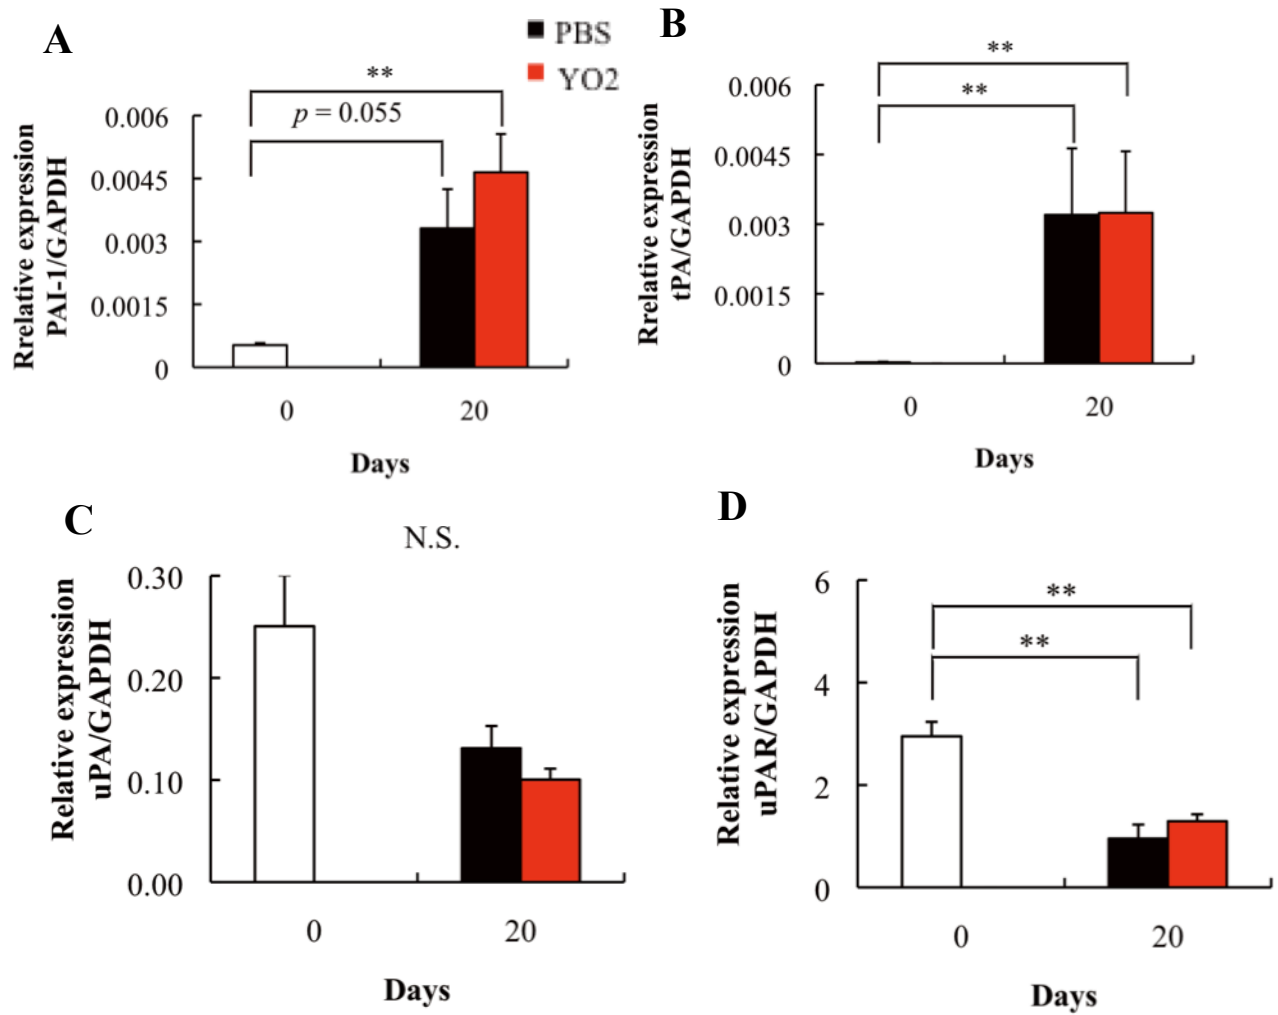 A
PBS
YO2
**
p = 0.055
Rrelative expression
PAI-1/GAPDH
0.006
0.0045
0.003
0.0015
0
0
20
Days
B
**
**
Rrelative expression
tPA/GAPDH
0.006
0.0045
0.003
0.0015
0
0
20
Days
C
N.S.
Relative expression
uPA/GAPDH
0.30
0.20
0.10
0.00
0
20
Days
D
**
**
Relative expression
uPAR/GAPDH
6
4
2
0
0
20
Days